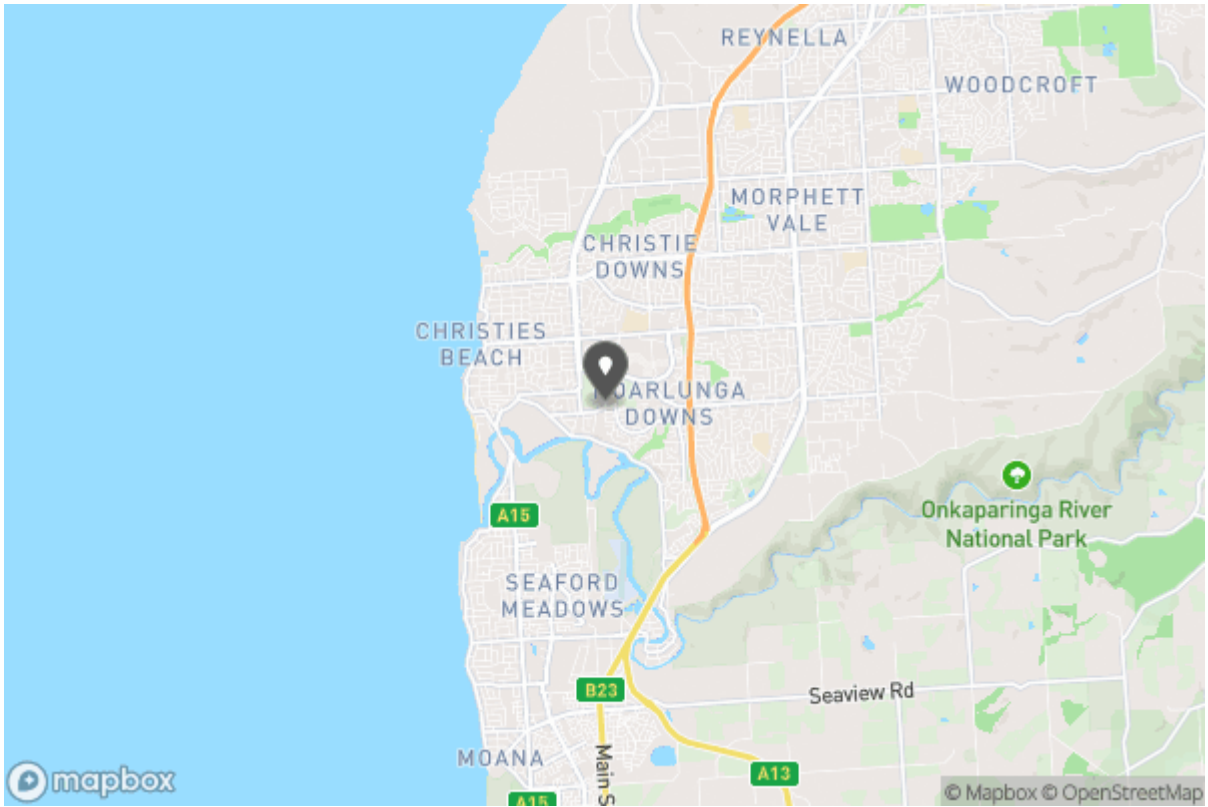 REYNELLA
WOODCROFT
MORPHETT
VALE
CHRISTIE
DOWNS
CHRISTIES
BEACH
OARLUNGA
DOWNS
Onkaparinga River
National Park
A15
SEAFORD
MEADOWS
B23
Seaview Rd
MOANA
Main S
A13
A15
mapbox
© Mapbox © OpenStreetMap